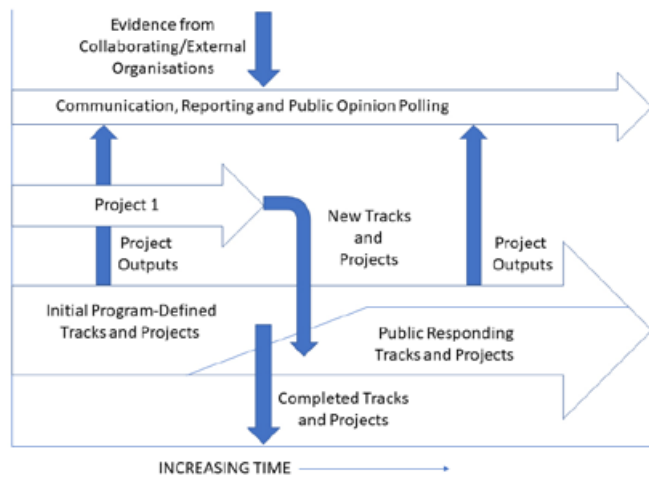 Evidence from
Collaborating/External
Organisations
Communication, Reporting and Public Opinion Polling
Project 1
New Tracks
and
Projects
Project
Outputs
Project
Outputs
Initial Program-Defined
Tracks and Projects
Public Responding
Tracks and Projects
Completed Tracks
and Projects
INCREASING TIME